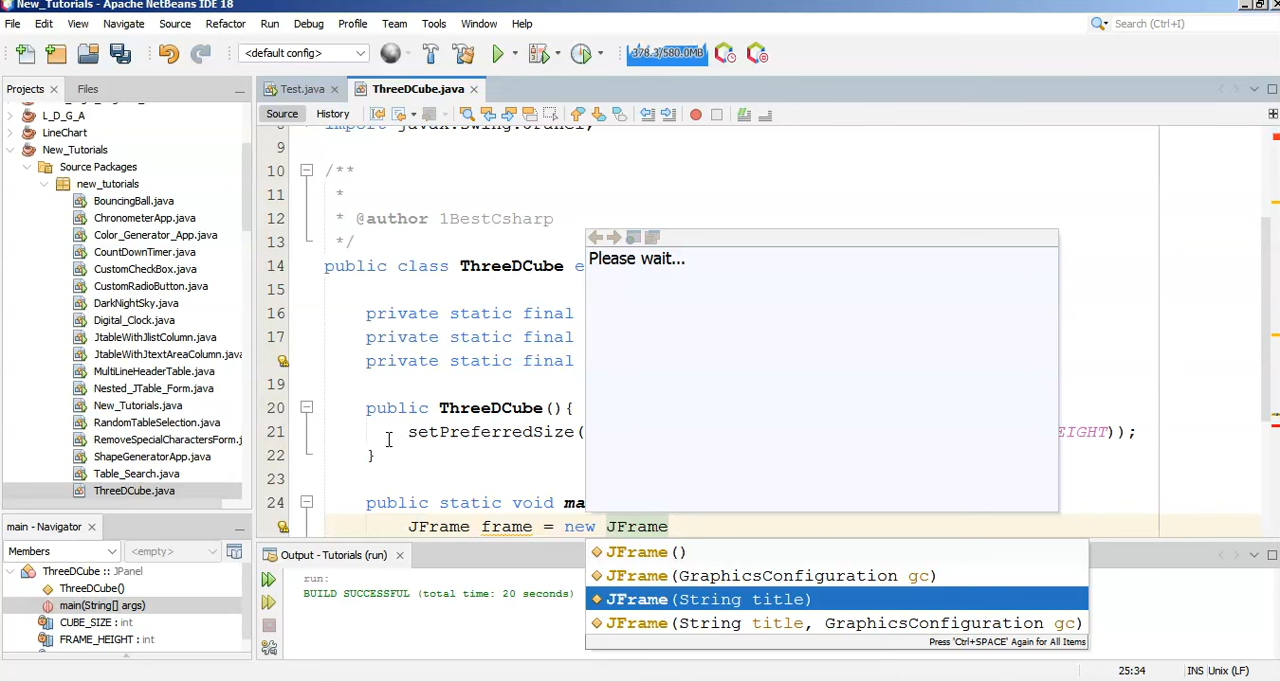 New_Tutorials - Apache NetBeans IDE 18
File Edit View Navigate Source Refactor Run Debug Profile Team Tools Window Help
Search (Ctrl+I)
<default config>
378.3/580.0MB
Projects Files
Test.java ThreeDCube.java
Source History
L_D_G_A
LineChart
New_Tutorials
Source Packages
new_tutorials
BouncingBall.java
ChronometerApp.java
Color_Generator_App.java
CountDownTimer.java
CustomCheckBox.java
CustomRadioButton.java
DarkNightSky.java
Digital_Clock.java
JtableWithJlistColumn.java
JtableWithJtextAreaColumn.java
MultiLineHeaderTable.java
Nested_JTable_Form.java
New_Tutorials.java
RandomTableSelection.java
RemoveSpecialCharactersForm.j
ShapeGeneratorApp.java
Table_Search.java
ThreeDCube.java
9
10 /**
11 *
12 * @author 1BestCsharp
13 */
14 public class ThreeDCube e
15
16 private static final
17 private static final
private static final
19
20 public ThreeDCube(){
21 setPreferredSize( EIGHT));
22 }
23
24 public static void ma
JFrame frame = new JFrame
Please wait...
JFrame()
JFrame(GraphicsConfiguration gc)
JFrame(String title)
JFrame(String title, GraphicsConfiguration gc)
Press 'Ctrl+SPACE' Again for All Items
main - Navigator
Members <empty>
ThreeDCube :: JPanel
ThreeDCube()
main(String[] args)
CUBE_SIZE : int
FRAME_HEIGHT : int
Output - Tutorials (run)
run:
BUILD SUCCESSFUL (total time: 20 seconds)
25:34 INS Unix (LF)